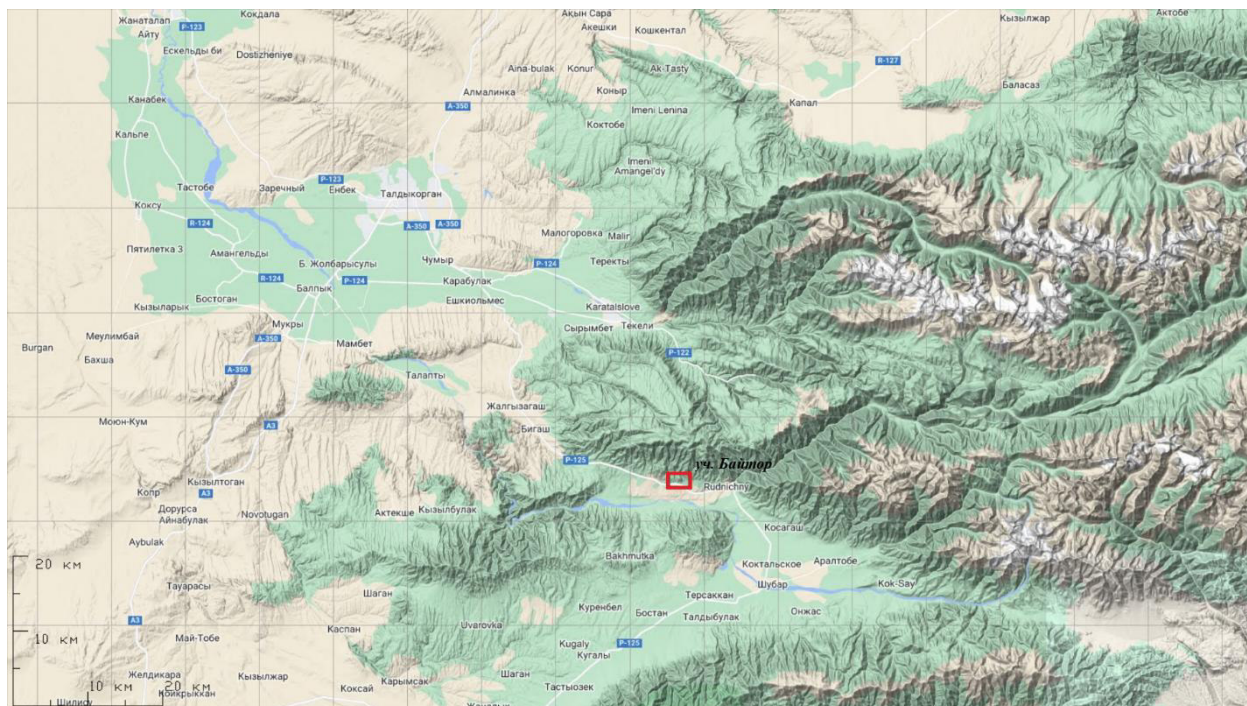 Жанаталап
Кокдала
Акын Сара
Актобе
Р-123
Айту
Акешки
Кошкентал
Кызылжар
Ескельды би
Dostizheniye
R-127
Aina-bulak
Konur
Ak-Tasty
Баласаз
Канабек
Алмалинка
Коныр
Капал
A-350
Imeni Lenina
Кальпе
Коктобе
Imeni
Amangel'dy
Р-123
Тастобе
Заречный
Енбек
Талдыкорган
Коксу
R-124
A-350
A-350
Малогоровка
Malir
Пятилетка 3
Амангельды
Б. Жолбарысулы
Чумыр
P-124
Теректы
R-124
P-124
Карабулак
Балпык
Бостоган
Ешкиольмес
Кызыларык
Karatalslove
Мукры
Сырымбет
Текели
Меулимбай
A-350
Мамбет
Burgan
Р-122
Бахша
A-350
Талапты
Жалгызагаш
Моюн-Кум
A3
Бигаш
P-125
уч. Байтор
Кызылтоган
Rudnichny
Копр
A3
Дорурса
Айнабулак
Novotugan
Актекше
Кызылбулак
Косагаш
Aybulak
Bakhmutka
20 км
Коктальское
Аралтобе
Тауарасы
Шубар
Kok-Say
Шаган
Терсаккан
Куренбел
Бостан
Талдыбулак
Онжас
A3
Каспан
Uvarovka
10 км
Май-Тобе
Kugaly
P-125
Кугалы
Желдикара
Кызылжар
Шаган
Карымсак
10 км
20 км
Койкрыккан
Коксай
Тастыозек